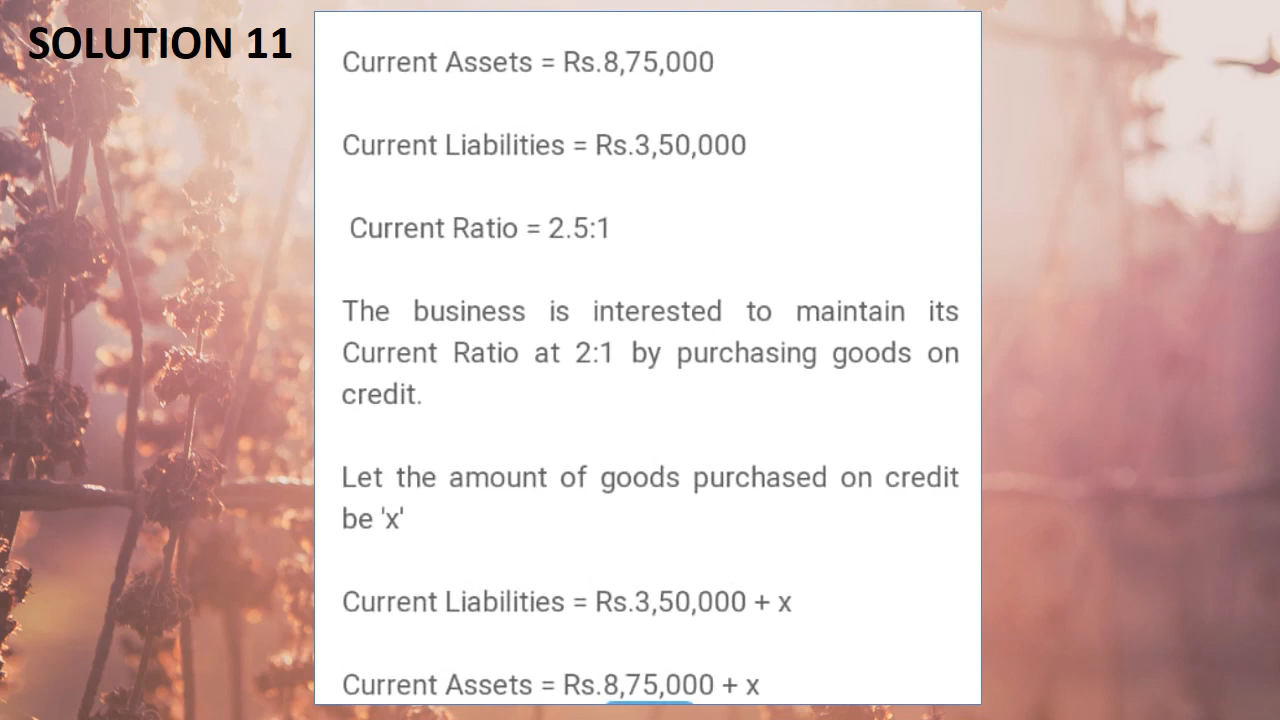 SOLUTION 11
Current Assets = Rs.8,75,000
Current Liabilities = Rs.3,50,000
Current Ratio = 2.5:1
The business is interested to maintain its
Current Ratio at 2:1 by purchasing goods on
credit.
Let the amount of goods purchased on credit
be 'x'
Current Liabilities = Rs.3,50,000 + x
Current Assets = Rs.8,75,000 + x